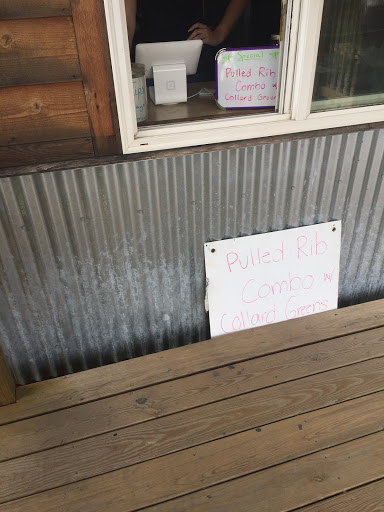 Special
Pulled Rib
Combo w/
Collard Greens
Pulled Rib
Combo w/
Collard Greens